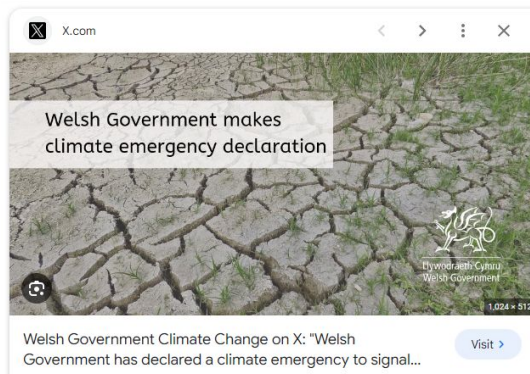 X.com
Welsh Government makes
climate emergency declaration
Llywodraeth Cymru
Welsh Government
1,024 × 512
Welsh Government Climate Change on X: "Welsh
Government has declared a climate emergency to signal...
Visit